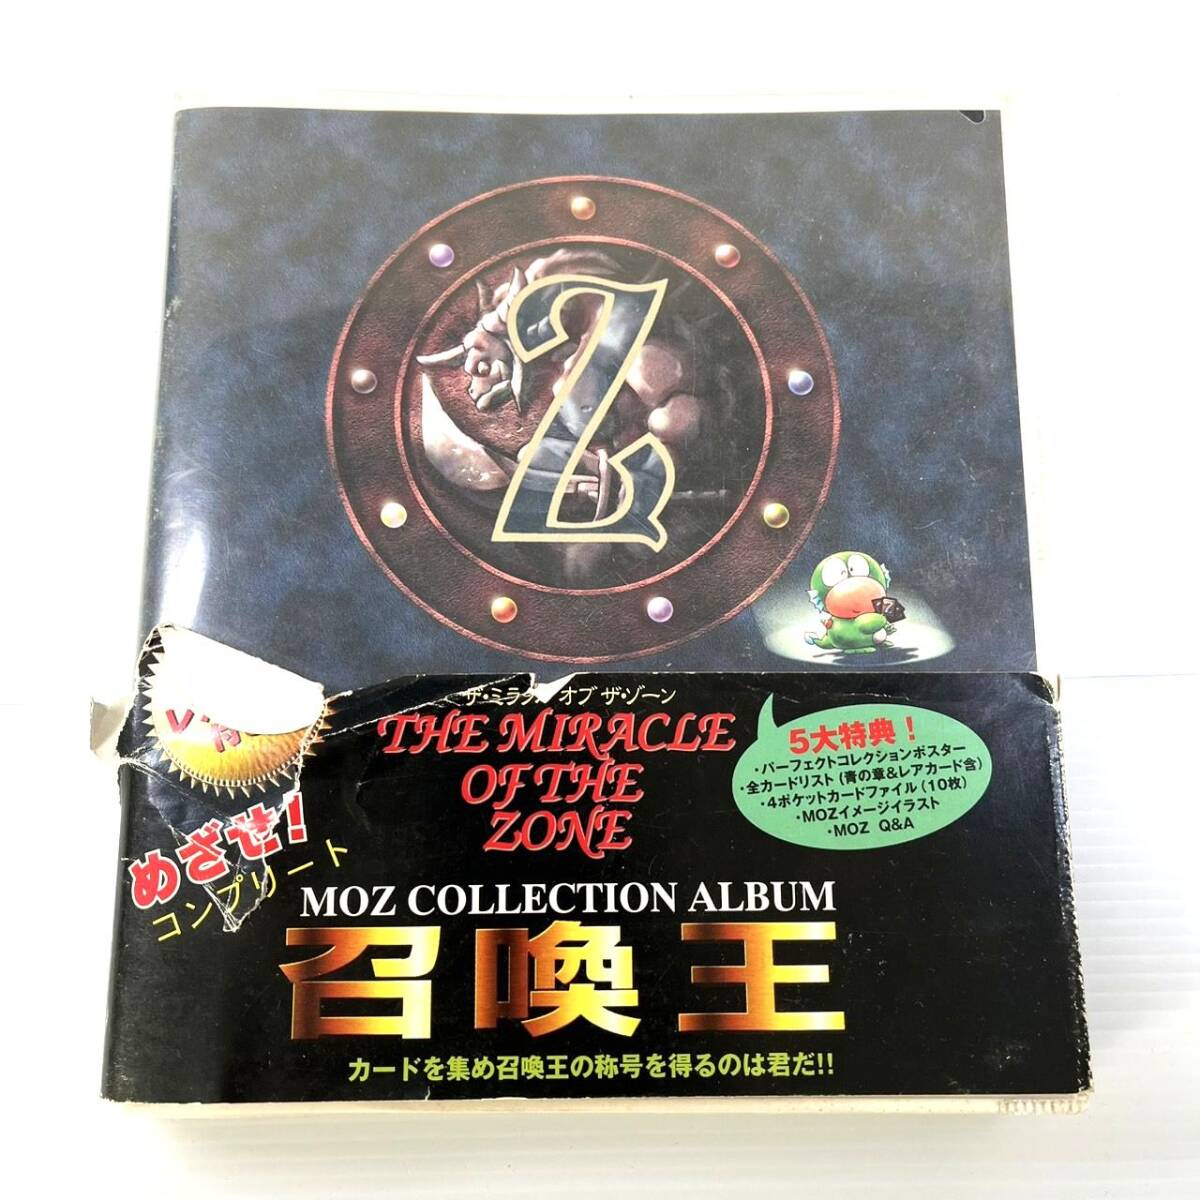 Z
ザ・ミラクル オブ ザ・ゾーン
THE MIRACLE
OF THE
ZONE
5大特典！
・パーフェクトコレクションポスター
・全カードリスト（青の章&レアカード含）
・4ポケットカードファイル（10枚）
・MOZイメージイラスト
・MOZ Q&A
めざせ！
コンプリート
MOZ COLLECTION ALBUM
召喚王
カードを集め召喚王の称号を得るのは君だ!!